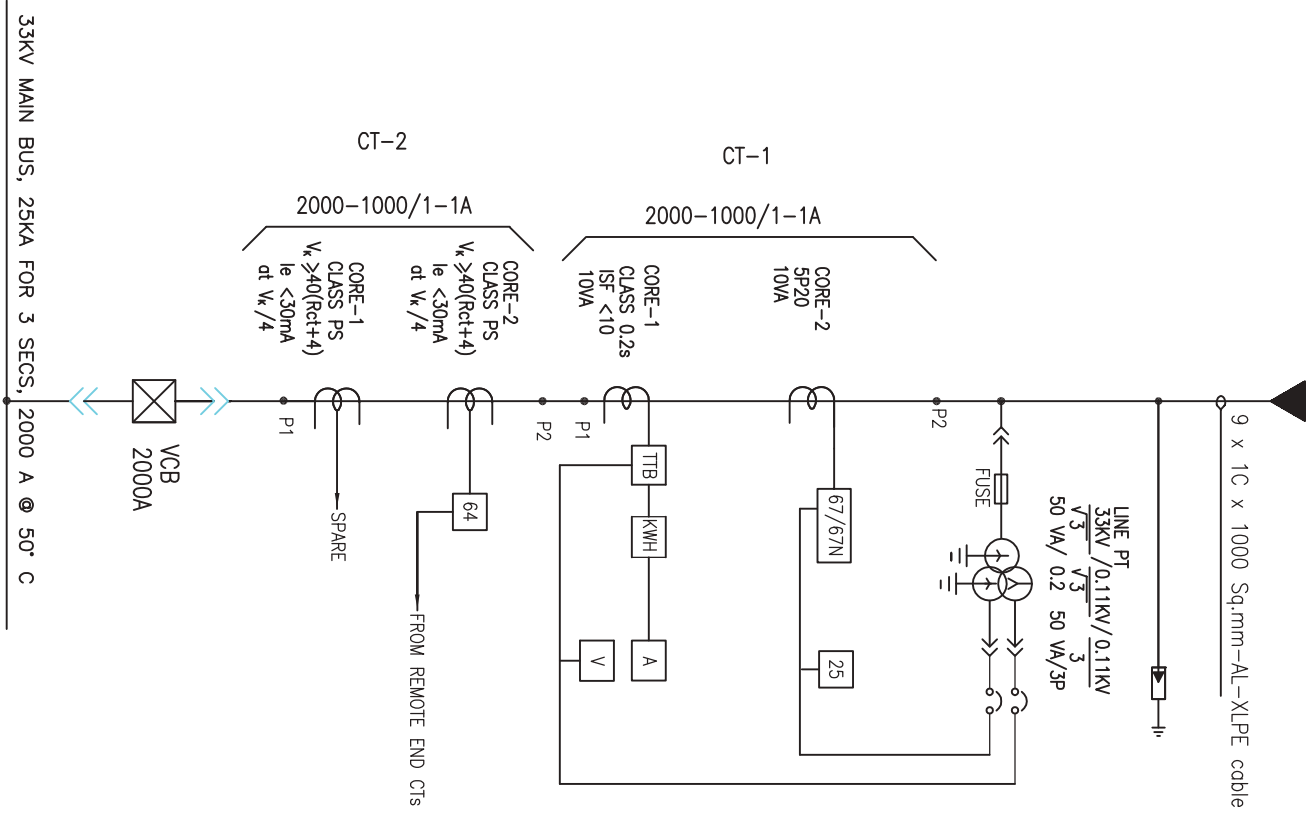 33KV MAIN BUS, 25KA FOR 3 SECS, 2000 A @ 50° C
VCB
2000A
CT-2
2000-1000/1-1A
CORE-1
CLASS PS
Vκ >40(Rct+4)
Ie <30mA
at Vκ/4
CORE-2
CLASS PS
Vκ >40(Rct+4)
Ie <30mA
at Vκ/4
P1
SPARE
64
FROM REMOTE END CTs
P2
CT-1
2000-1000/1-1A
CORE-1
CLASS 0.2s
ISF <10
10VA
CORE-2
5P20
10VA
P1
TTB
KWH
A
V
67/67N
25
P2
FUSE
LINE PT
33KV/0.11KV/0.11KV
√3 √3 3
50 VA/ 0.2 50 VA/3P
9 x 1C x 1000 Sq.mm-AL-XLPE cable